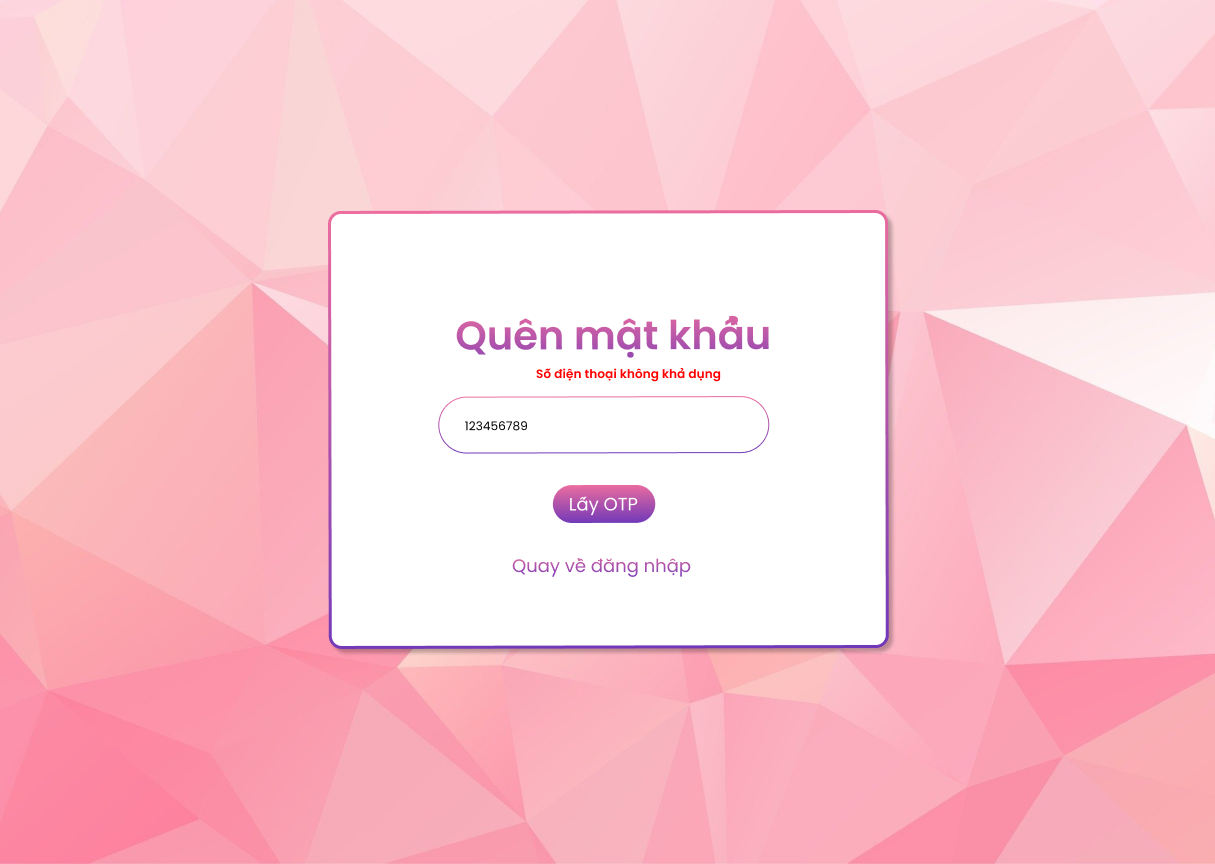 Quên mật khẩu
Số điện thoại không khả dụng
123456789
Lấy OTP
Quay về đăng nhập